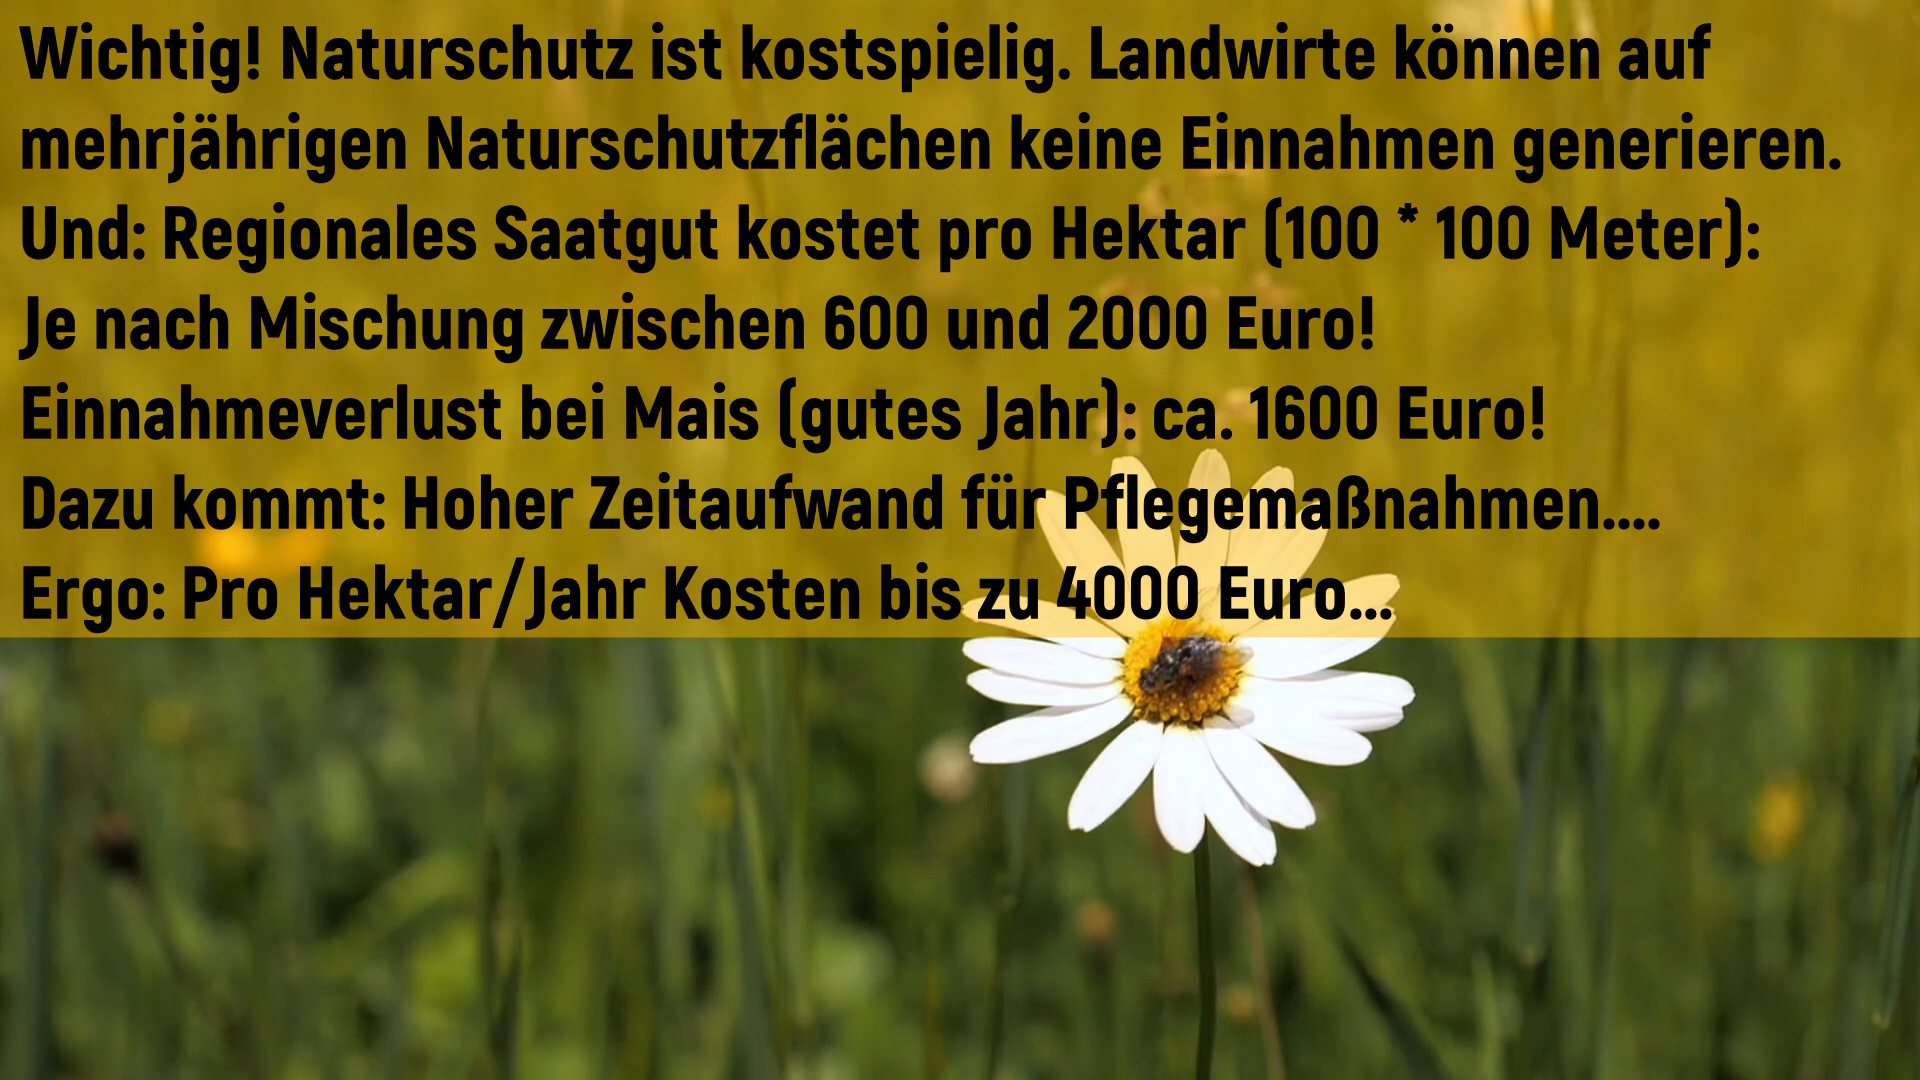 Wichtig! Naturschutz ist kostspielig. Landwirte können auf
mehrjährigen Naturschutzflächen keine Einnahmen generieren.
Und: Regionales Saatgut kostet pro Hektar (100 * 100 Meter):
Je nach Mischung zwischen 600 und 2000 Euro!
Einnahmeverlust bei Mais (gutes Jahr): ca. 1600 Euro!
Dazu kommt: Hoher Zeitaufwand für Pflegemaßnahmen....
Ergo: Pro Hektar/Jahr Kosten bis zu 4000 Euro...